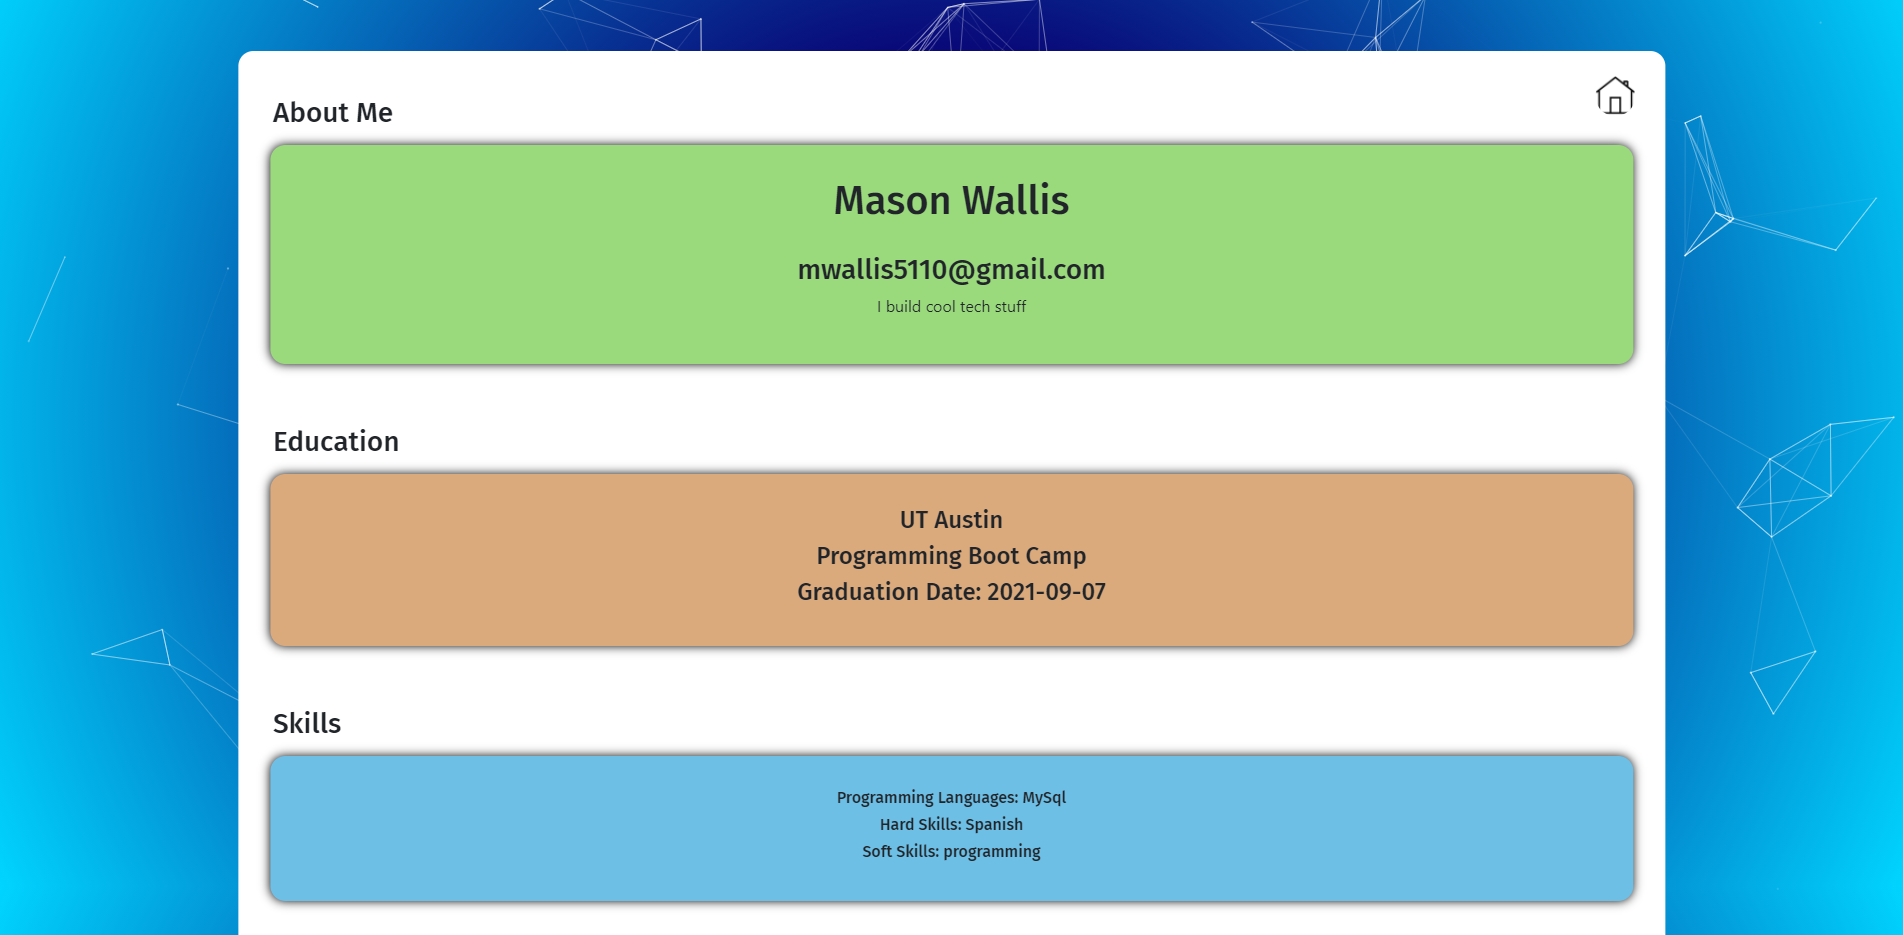 About Me
Mason Wallis
mwallis5110@gmail.com
I build cool tech stuff
Education
UT Austin
Programming Boot Camp
Graduation Date: 2021-09-07
Skills
Programming Languages: MySql
Hard Skills: Spanish
Soft Skills: programming